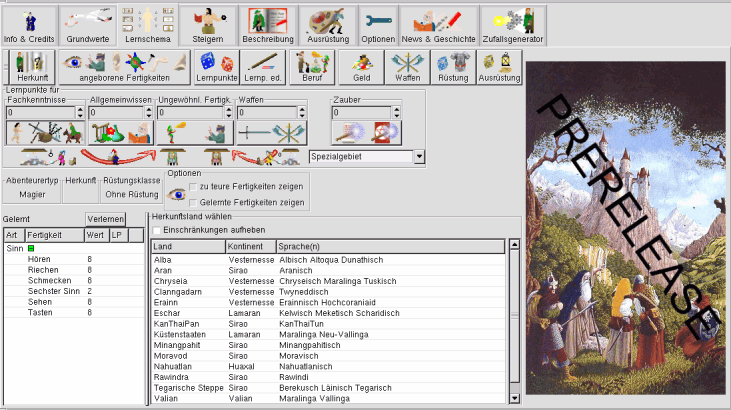 Info & Credits Grundwerte Lernschema Steigern Beschreibung Ausrüstung Optionen News & Geschichte Zufallsgenerator
Herkunft angeborene Fertigkeiten Lernpunkte Lernp. ed. Beruf Geld Waffen Rüstung Ausrüstung
Lernpunkte für
Fachkenntnisse Allgemeinwissen Ungewöhnl. Fertigk. Waffen Zauber
0 0 0 0 0
Spezialgebiet
Abenteurertyp Herkunft Rüstungsklasse Optionen
Magier Ohne Rüstung
zu teure Fertigkeiten zeigen
Gelernte Fertigkeiten zeigen
Gelernt Verlernen
Art Fertigkeit Wert LP
Sinn
Hören 8
Riechen 8
Schmecken 8
Sechster Sinn 2
Sehen 8
Tasten 8
Herkunftsland wählen
Einschränkungen aufheben
Land Kontinent Sprache(n)
Alba Vesternesse Albisch Altoqua Dunathisch
Aran Sirao Aranisch
Chryseia Vesternesse Chryseisch Maralinga Tuskisch
Clanngadarn Vesternesse Twyneddisch
Erainn Vesternesse Erainnisch Hochcoraniaid
Eschar Lamaran Kelwisch Meketisch Scharidisch
KanThaiPan Sirao KanThaiTun
Küstenstaaten Lamaran Maralinga Neu-Vallinga
Minangpahit Sirao Minangpahitisch
Moravod Sirao Moravisch
Nahuatlan Huaxal Nahuatlanisch
Rawindra Sirao Rawindi
Tegarische Steppe Sirao Berekusch Läinisch Tegarisch
Valian Valian Maralinga Vallinga
PRERELEASE